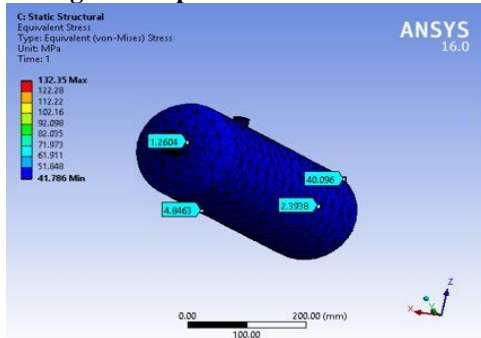 C: Static Structural
Equivalent Stress
Type: Equivalent (von-Mises) Stress
Unit: MPa
Time: 1
ANSYS
16.0
132.35 Max
122.28
112.22
102.16
92.098
82.035
71.973
61.911
51.848
41.786 Min
1.2604
40.096
4.8463
2.3938
Z
X
Y
0.00
200.00 (mm)
100.00